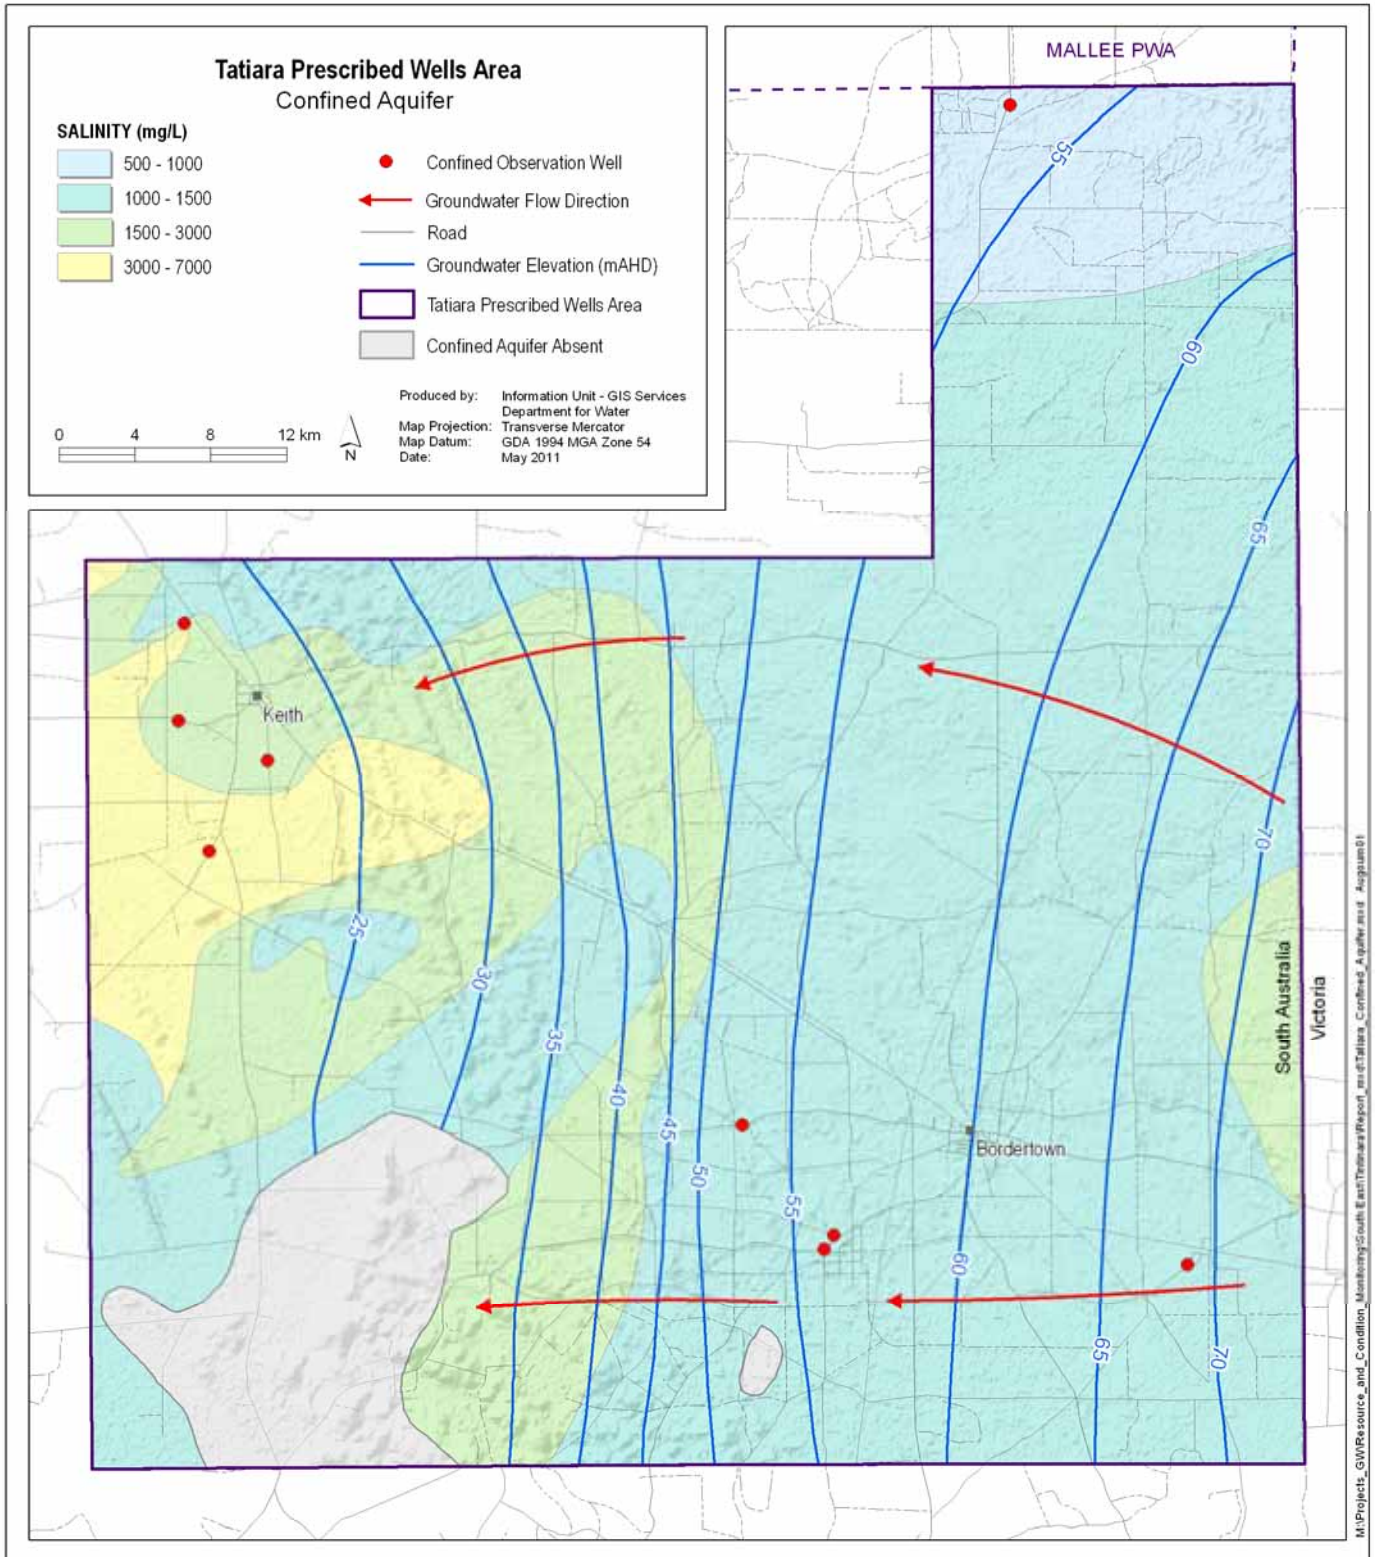 Tatiara Prescribed Wells Area
Confined Aquifer
SALINITY (mg/L)
500 - 1000
1000 - 1500
1500 - 3000
3000 - 7000
Confined Observation Well
Groundwater Flow Direction
Road
Groundwater Elevation (mAHD)
Tatiara Prescribed Wells Area
Confined Aquifer Absent
Produced by: Information Unit - GIS Services
Department for Water
Map Projection: Transverse Mercator
Map Datum: GDA 1994 MGA Zone 54
Date: May 2011
0 4 8 12 km
N
MALLEE PWA
55
60
65
Keith
70
25
30
35
40
45
50
55
60
65
70
Bordertown
South Australia
Victoria